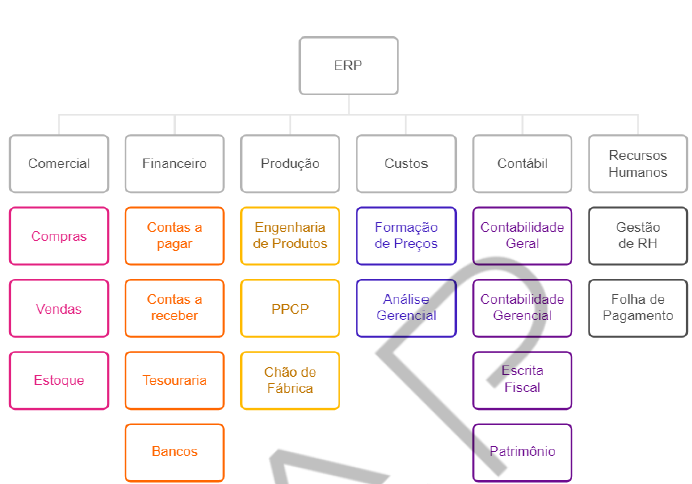 ERP
Comercial
Financeiro
Produção
Custos
Contábil
Recursos
Humanos
Compras
Contas a
pagar
Engenharia
de Produtos
Formação
de Preços
Contabilidade
Geral
Gestão
de RH
Vendas
Contas a
receber
PPCP
Análise
Gerencial
Contabilidade
Gerencial
Folha de
Pagamento
Estoque
Tesouraria
Chão de
Fábrica
Escrita
Fiscal
Bancos
Patrimônio